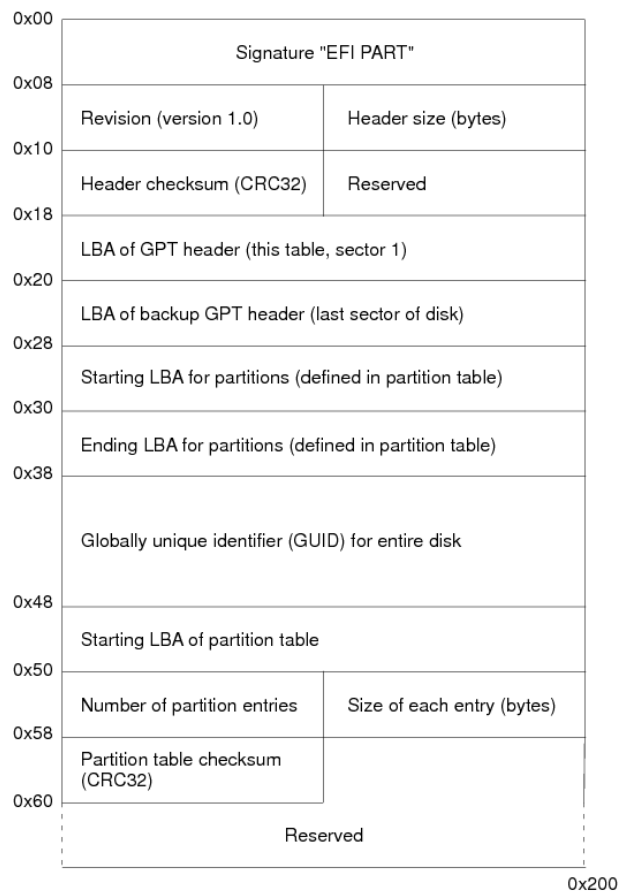 0x00
Signature "EFI PART"
0x08
Revision (version 1.0) Header size (bytes)
0x10
Header checksum (CRC32) Reserved
0x18
LBA of GPT header (this table, sector 1)
0x20
LBA of backup GPT header (last sector of disk)
0x28
Starting LBA for partitions (defined in partition table)
0x30
Ending LBA for partitions (defined in partition table)
0x38
Globally unique identifier (GUID) for entire disk
0x48
Starting LBA of partition table
0x50
Number of partition entries Size of each entry (bytes)
0x58
Partition table checksum
(CRC32)
0x60
Reserved
0x200